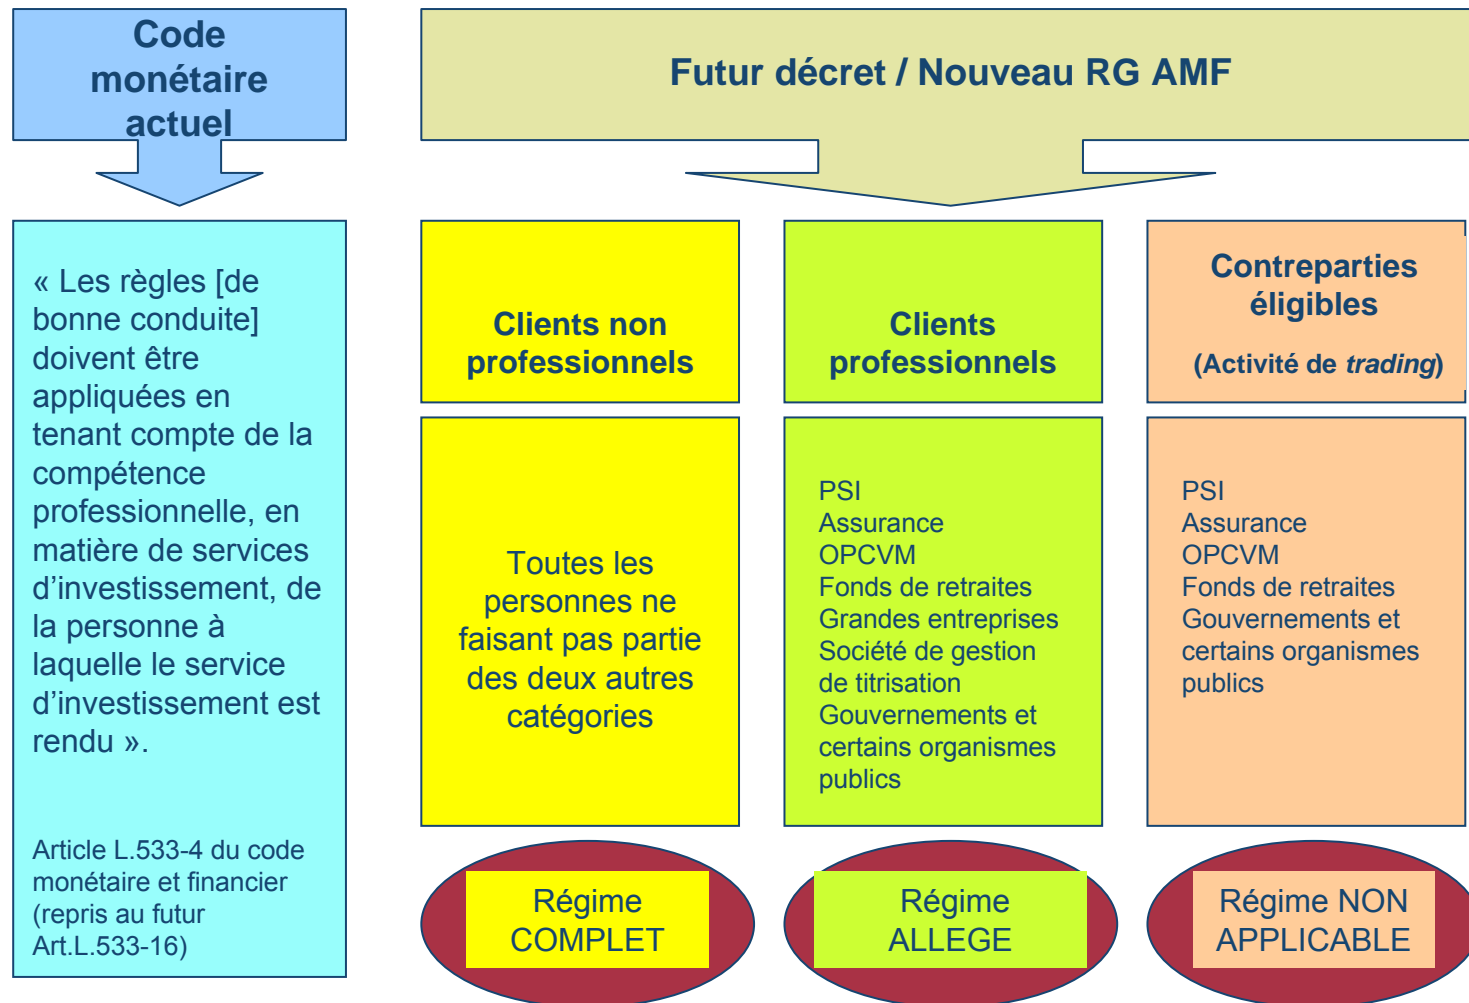 Code
monétaire
actuel
Futur décret / Nouveau RG AMF
« Les règles [de
bonne conduite]
doivent être
appliquées en
tenant compte de la
compétence
professionnelle, en
matière de services
d’investissement, de
la personne à
laquelle le service
d’investissement est
rendu ».
Article L.533-4 du code
monétaire et financier
(repris au futur
Art.L.533-16)
Clients non
professionnels
Toutes les
personnes ne
faisant pas partie
des deux autres
catégories
Régime
COMPLET
Clients
professionnels
PSI
Assurance
OPCVM
Fonds de retraites
Grandes entreprises
Société de gestion
de titrisation
Gouvernements et
certains organismes
publics
Régime
ALLEGE
Contreparties
éligibles
(Activité de trading)
PSI
Assurance
OPCVM
Fonds de retraites
Gouvernements et
certains organismes
publics
Régime NON
APPLICABLE